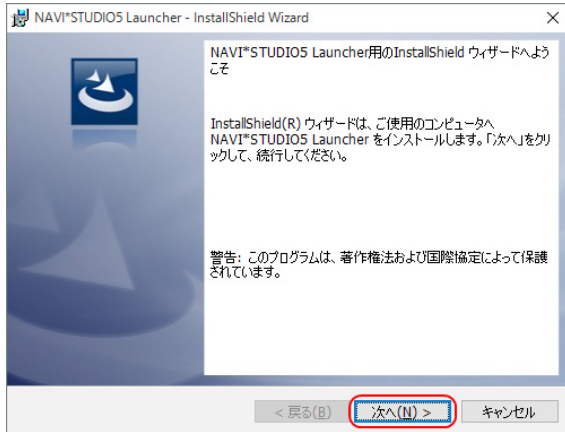 NAVI*STUDIO5 Launcher - InstallShield Wizard
NAVI*STUDIO5 Launcher用のInstallShield ウィザードへよう
こそ
InstallShield(R) ウィザードは、ご使用のコンピュータへ
NAVI*STUDIO5 Launcher をインストールします。「次へ」をクリ
ックして、続行してください。
警告: このプログラムは、著作権法および国際協定によって保護
されています。
< 戻る(B)
次へ(N) >
キャンセル